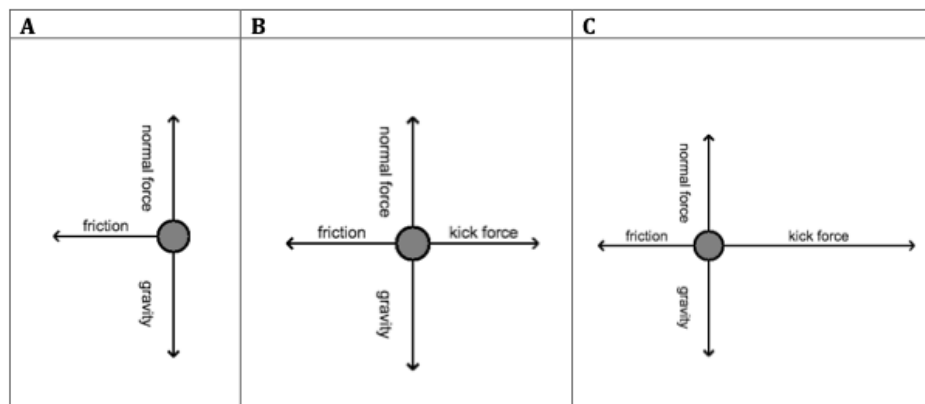 A
B
C
normal force
friction
gravity
normal force
friction
kick force
gravity
normal force
friction
kick force
gravity